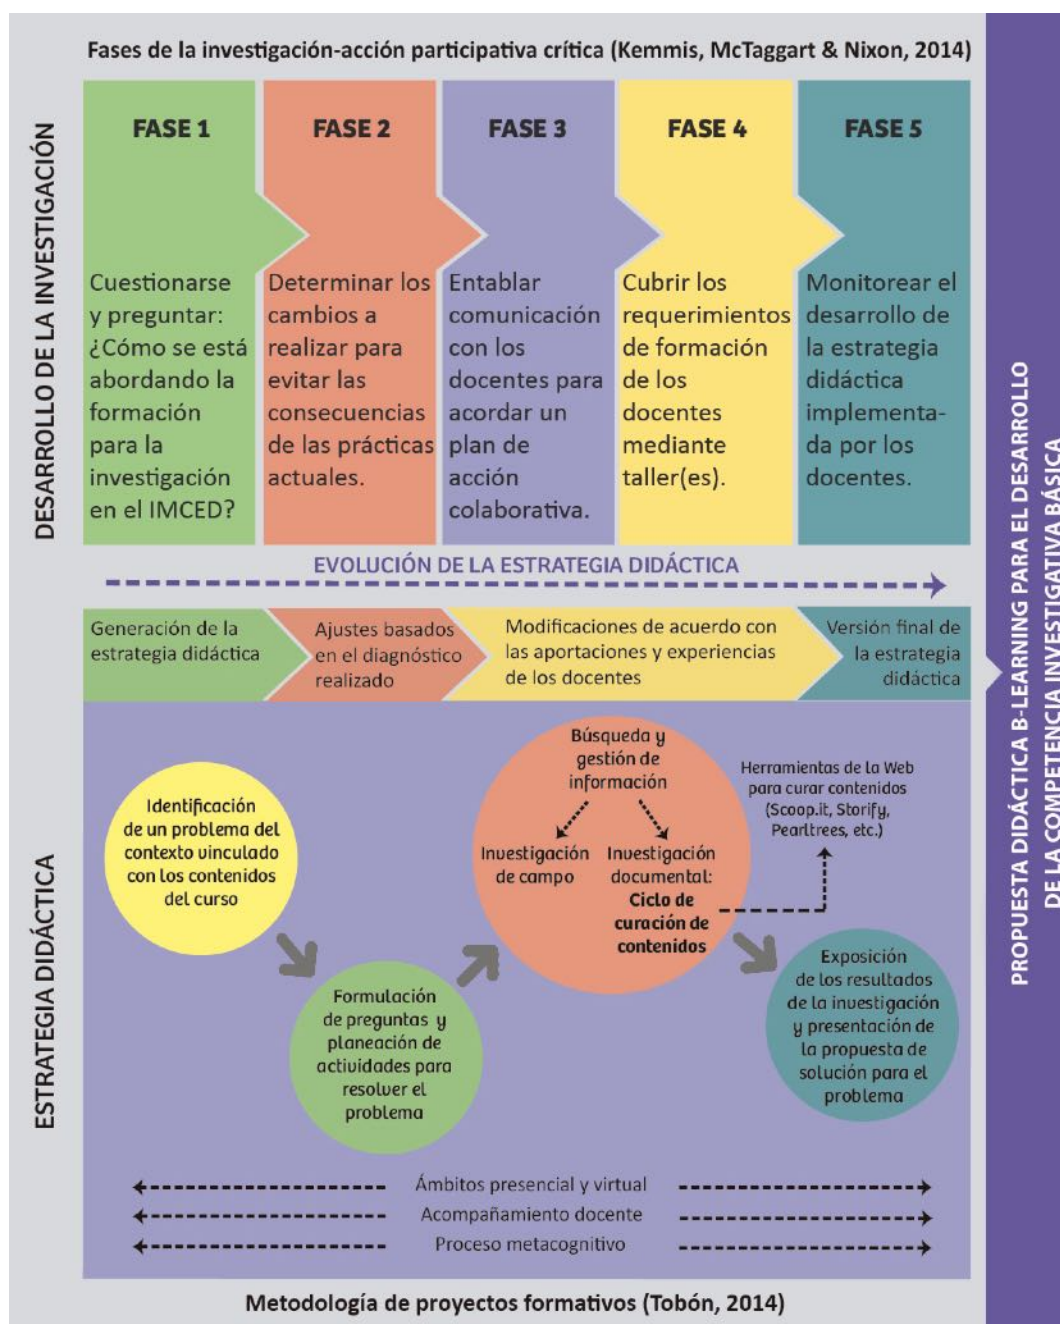 Fases de la investigación-acción participativa crítica (Kemmis, McTaggart & Nixon, 2014)
DESARROLLO DE LA INVESTIGACIÓN
FASE 1
Cuestionarse
y preguntar:
¿Cómo se está
abordando la
formación
para la
investigación
en el IMCED?
FASE 2
Determinar los
cambios a
realizar para
evitar las
consecuencias
de las prácticas
actuales.
FASE 3
Entablar
comunicación
con los
docentes para
acordar un
plan de
acción
colaborativa.
FASE 4
Cubrir los
requerimientos
de formación
de los
docentes
mediante
taller(es).
FASE 5
Monitorear el
desarrollo de
la estrategia
didáctica
implementa-
da por los
docentes.
EVOLUCIÓN DE LA ESTRATEGIA DIDÁCTICA
Generación de la
estrategia didáctica
Ajustes basados
en el diagnóstico
realizado
Modificaciones de acuerdo con
las aportaciones y experiencias
de los docentes
Versión final de
la estrategia
didáctica
ESTRATEGIA DIDÁCTICA
Identificación
de un problema del
contexto vinculado
con los contenidos
del curso
Formulación
de preguntas y
planeación de
actividades para
resolver el
problema
Búsqueda y
gestión de
información
Investigación
de campo
Investigación
documental:
Ciclo de
curación de
contenidos
Herramientas de la Web
para curar contenidos
(Scoop.it, Storify,
Pearltrees, etc.)
Exposición
de los resultados
de la investigación
y presentación de
la propuesta de
solución para el
problema
Ámbitos presencial y virtual
Acompañamiento docente
Proceso metacognitivo
Metodología de proyectos formativos (Tobón, 2014)
PROPUESTA DIDÁCTICA B-LEARNING PARA EL DESARROLLO
DE LA COMPETENCIA INVESTIGATIVA BÁSICA